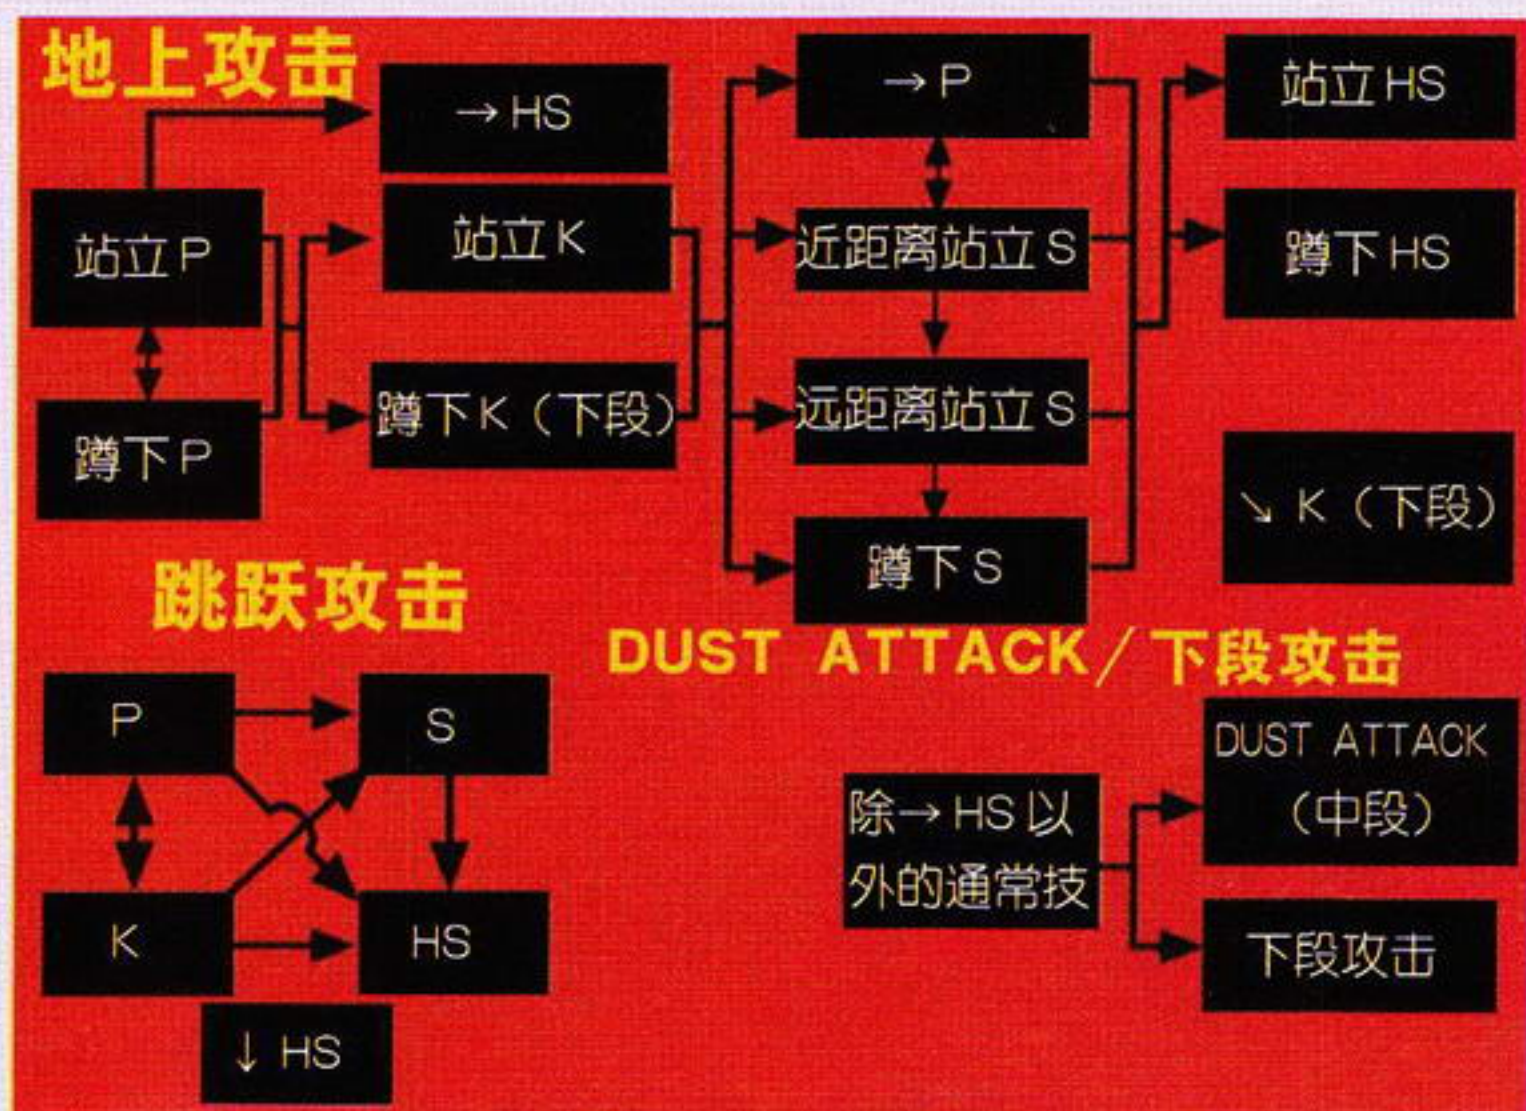 地上攻击
→HS
→P
站立HS
站立P
站立K
近距离站立S
蹲下HS
蹲下P
蹲下K（下段）
远距离站立S
↘ K（下段）
蹲下S
跳跃攻击
DUST ATTACK/下段攻击
P
S
K
HS
↓ HS
除→HS以
外的通常技
DUST ATTACK
（中段）
下段攻击